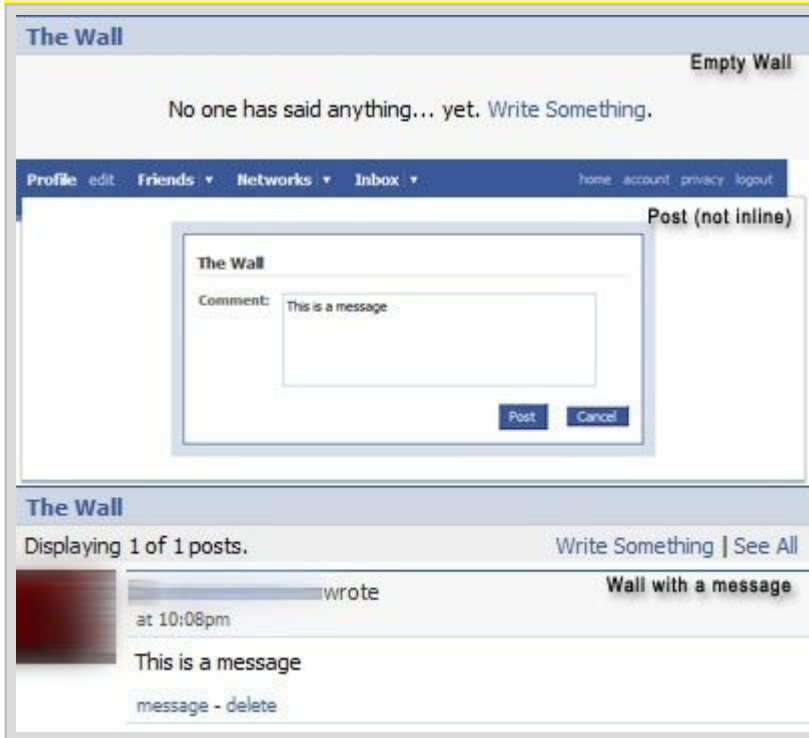 The Wall
Empty Wall
No one has said anything... yet. Write Something.
Profile edit Friends ▾ Networks ▾ Inbox ▾ home account privacy logout
Post (not inline)
The Wall
Comment: This is a message
Post Cancel
The Wall
Displaying 1 of 1 posts. Write Something | See All
wrote
Wall with a message
at 10:08pm
This is a message
message - delete